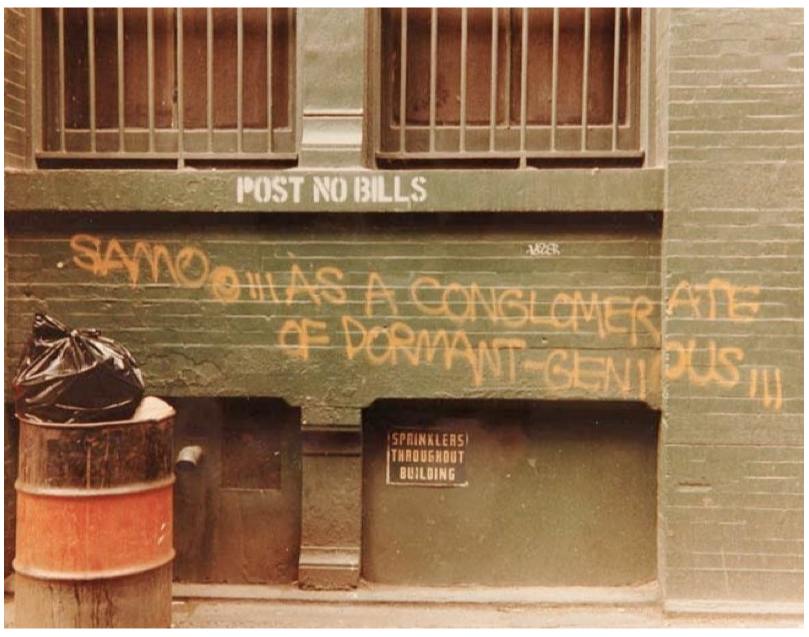 POST NO BILLS
SAMO© !!! AS A CONGLOMERATE
OF DORMANT-GENIOUS !!!
SPRINKLERS
THROUGHOUT
BUILDING